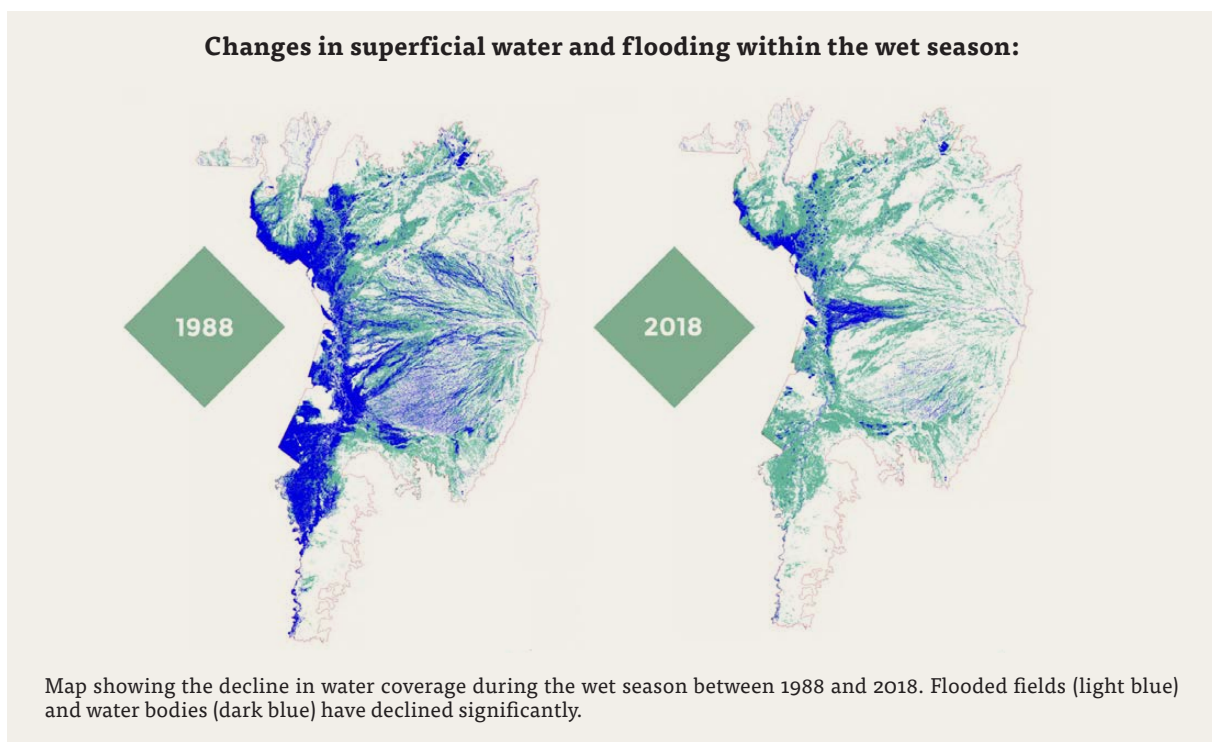 Changes in superficial water and flooding within the wet season:
1988
2018
Map showing the decline in water coverage during the wet season between 1988 and 2018. Flooded fields (light blue)
and water bodies (dark blue) have declined significantly.